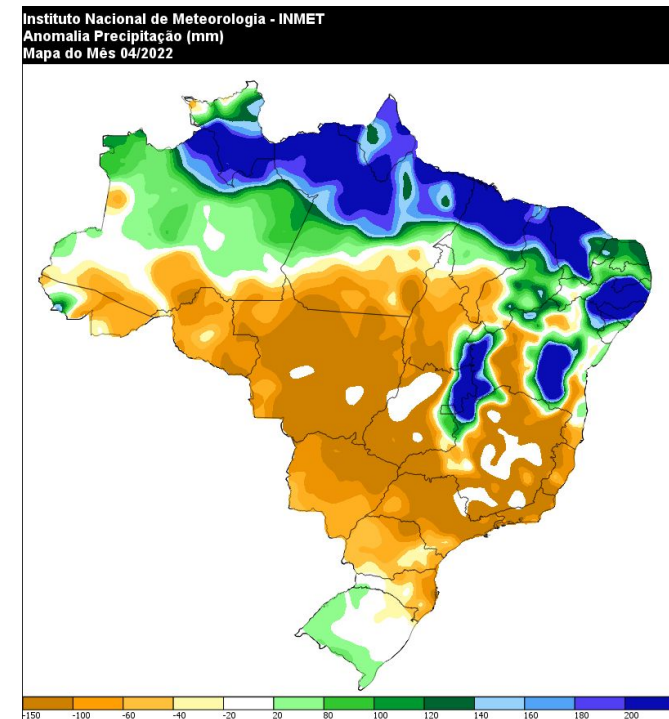 Instituto Nacional de Meteorologia - INMET
Anomalia Precipitação (mm)
Mapa do Mês 04/2022
-150 -100 -60 -40 -20 20 80 100 120 140 160 180 200